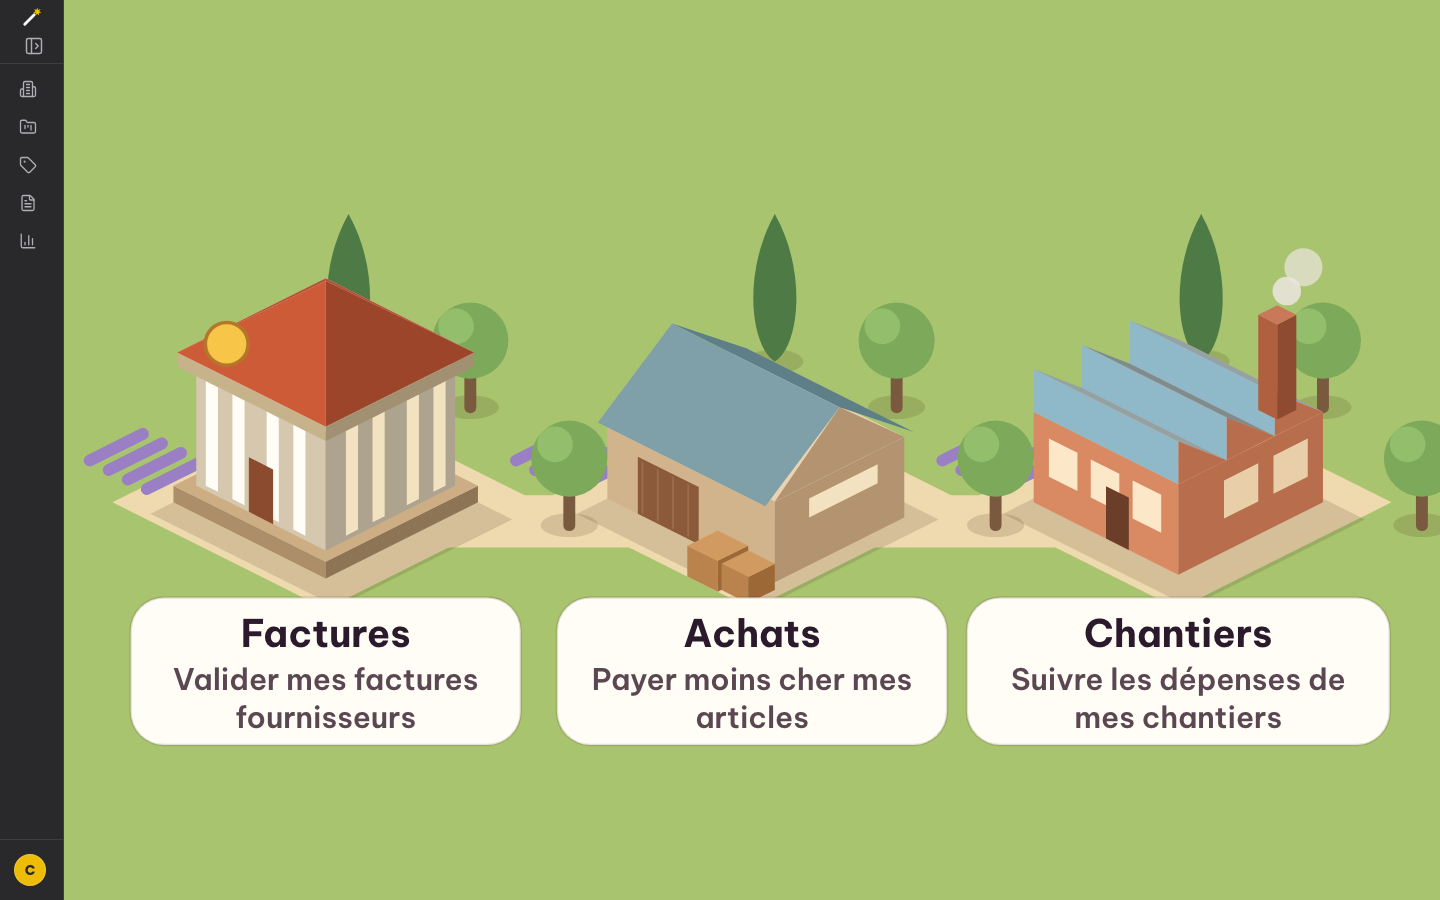 Factures
Valider mes factures
fournisseurs
Achats
Payer moins cher mes
articles
Chantiers
Suivre les dépenses de
mes chantiers
C